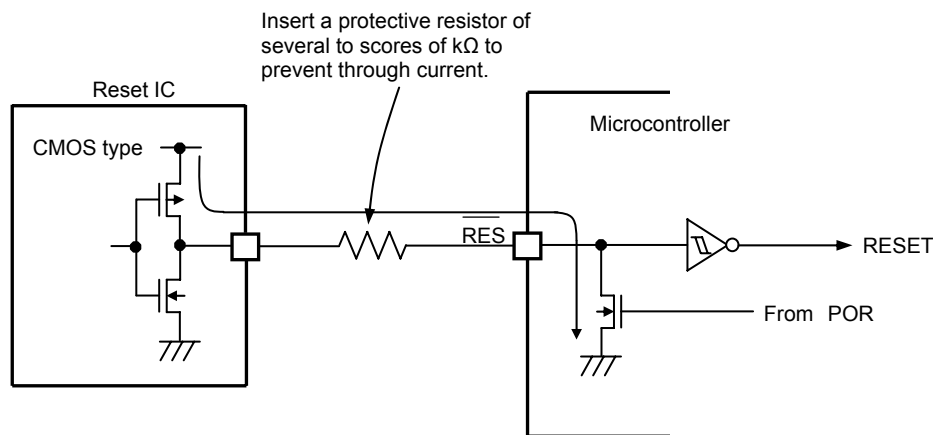 Insert a protective resistor of
several to scores of kΩ to
prevent through current.
Reset IC
Microcontroller
CMOS type
RES
RESET
From POR